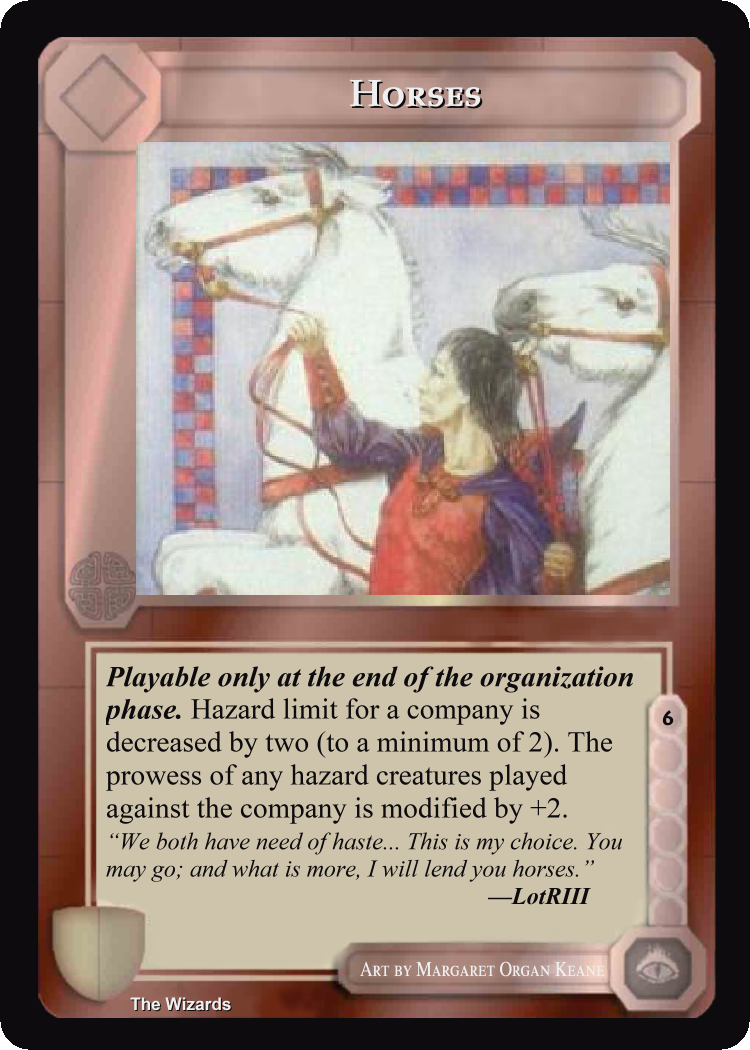 HORSES
Playable only at the end of the organization
phase. Hazard limit for a company is
decreased by two (to a minimum of 2). The
prowess of any hazard creatures played
against the company is modified by +2.
“We both have need of haste... This is my choice. You
may go; and what is more, I will lend you horses.”
—LotRIII
6
ART BY MARGARET ORGAN KEANE
The Wizards